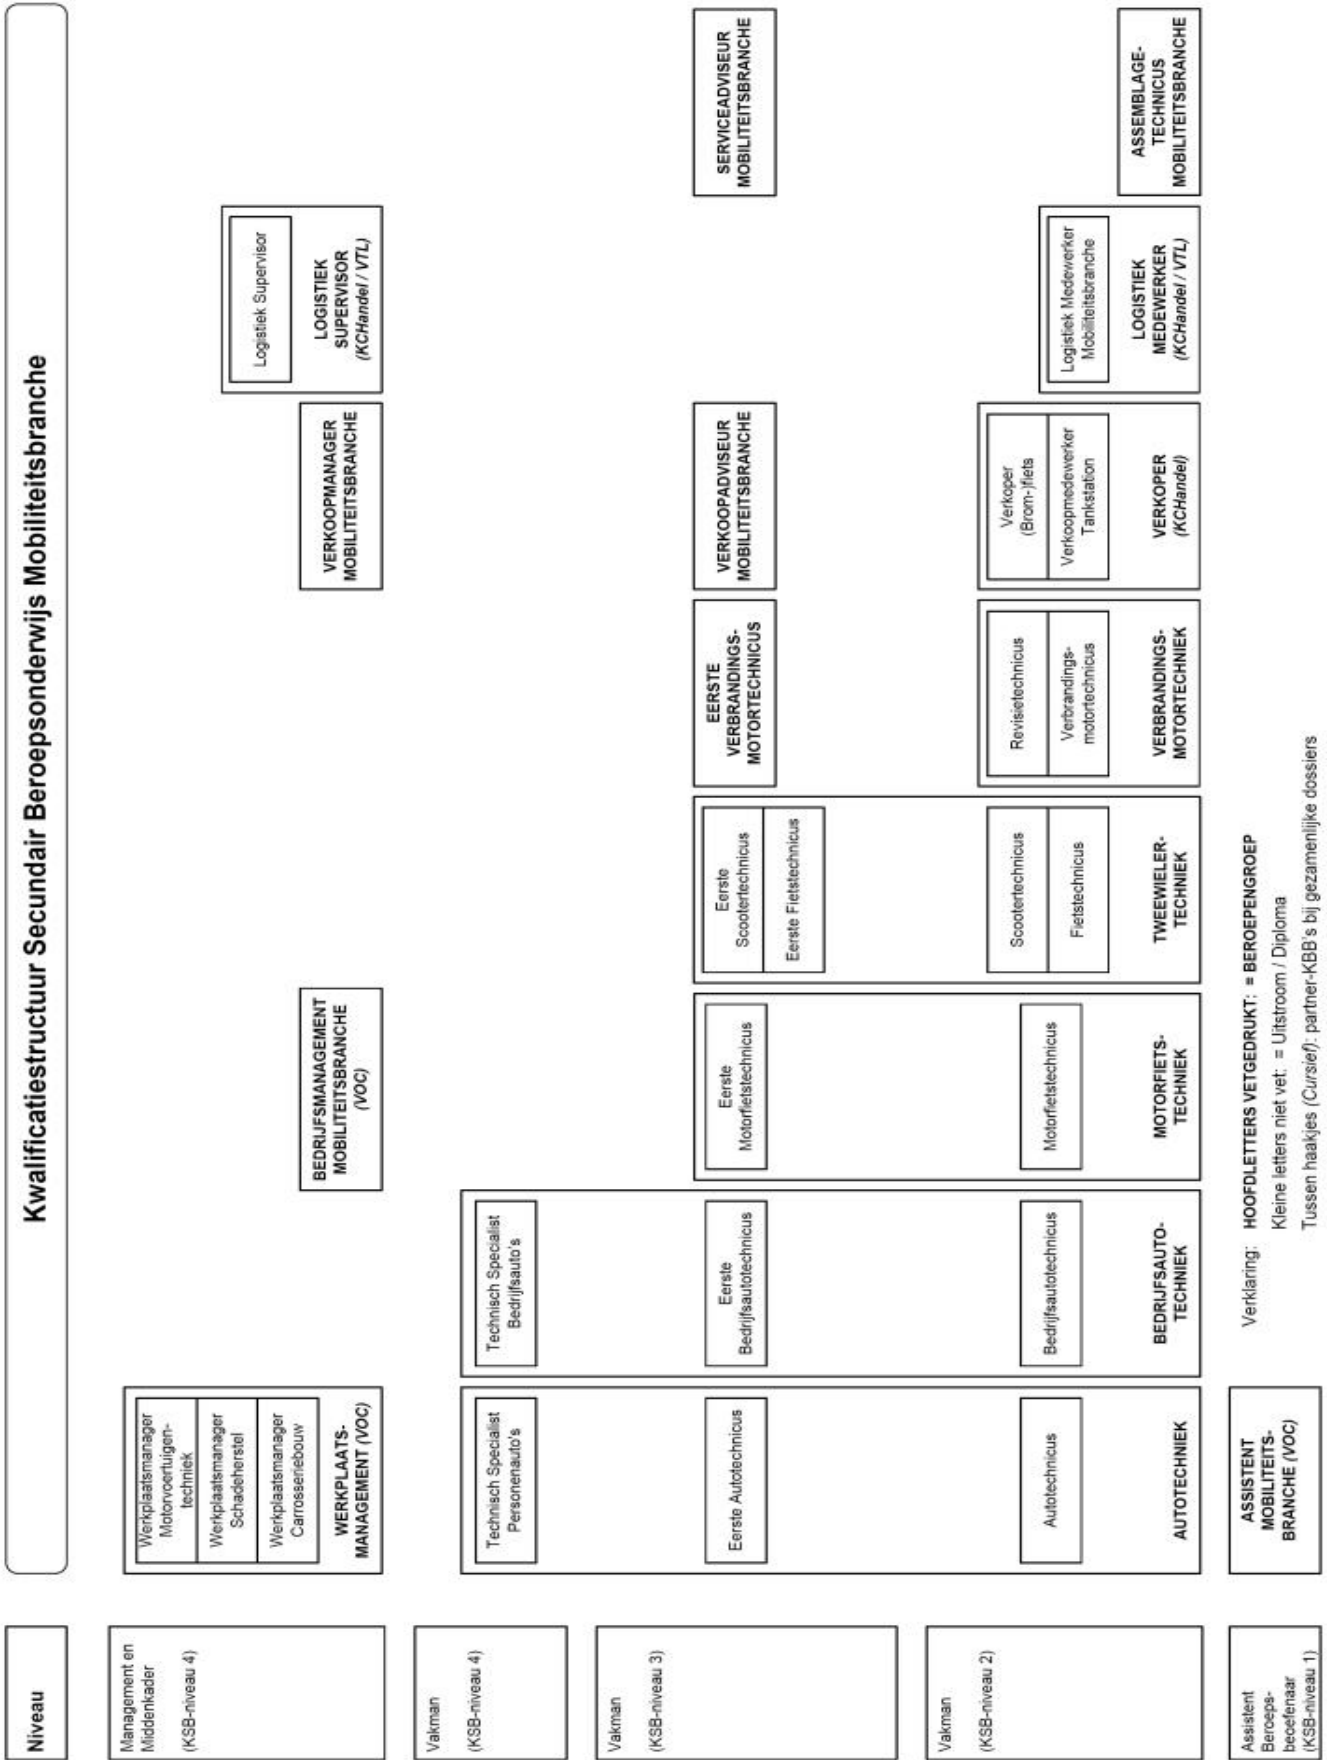 Niveau
Kwalificatiestructuur Secundair Beroepsonderwijs Mobiliteitsbranche
Management en
Middenkader
(KSB-niveau 4)
Werkplaatsmanager
Motorvoertuigen-
techniek
Werkplaatsmanager
Schadeherstel
Werkplaatsmanager
Carrosseriebouw
WERKPLAATS-
MANAGEMENT (VOC)
BEDRIJFSMANAGEMENT
MOBILITEITSBRANCHE
(VOC)
VERKOOPMANAGER
MOBILITEITSBRANCHE
Logistiek Supervisor
LOGISTIEK
SUPERVISOR
(KCHandel / VTL)
Vakman
(KSB-niveau 4)
Technisch Specialist
Personenauto's
Technisch Specialist
Bedrijfsauto's
Vakman
(KSB-niveau 3)
Eerste Autotechnicus
Eerste
Bedrijfsautotechnicus
Eerste
Motorfietstechnicus
Eerste
Scootertechnicus
Eerste Fietstechnicus
EERSTE
VERBRANDINGS-
MOTORTECHNICUS
VERKOOPADVISEUR
MOBILITEITSBRANCHE
SERVICEADVISEUR
MOBILITEITSBRANCHE
Vakman
(KSB-niveau 2)
Autotechnicus
AUTOTECHNIEK
Bedrijfsautotechnicus
BEDRIJFSAUTO-
TECHNIEK
Motorfietstechnicus
MOTORFIETS-
TECHNIEK
Scootertechnicus
Fietstechnicus
TWEEWIELER-
TECHNIEK
Revisietechnicus
Verbrandings-
motortechnicus
VERBRANDINGS-
MOTORTECHNIEK
Verkoper
(Brom-)fiets
Verkoopmedewerker
Tankstation
VERKOPER
(KCHandel)
Logistiek Medewerker
Mobiliteitsbranche
LOGISTIEK
MEDEWERKER
(KCHandel / VTL)
ASSEMBLAGE-
TECHNICUS
MOBILITEITSBRANCHE
Assistent
Beroeps-
beoefenaar
(KSB-niveau 1)
ASSISTENT
MOBILITEITS-
BRANCHE (VOC)
Verklaring: HOOFDLETTERS VETGEDRUKT: = BEROEPENGROEP
Kleine letters niet vet: = Uitstroom / Diploma
Tussen haakjes (Cursief): partner-KBB's bij gezamenlijke dossiers